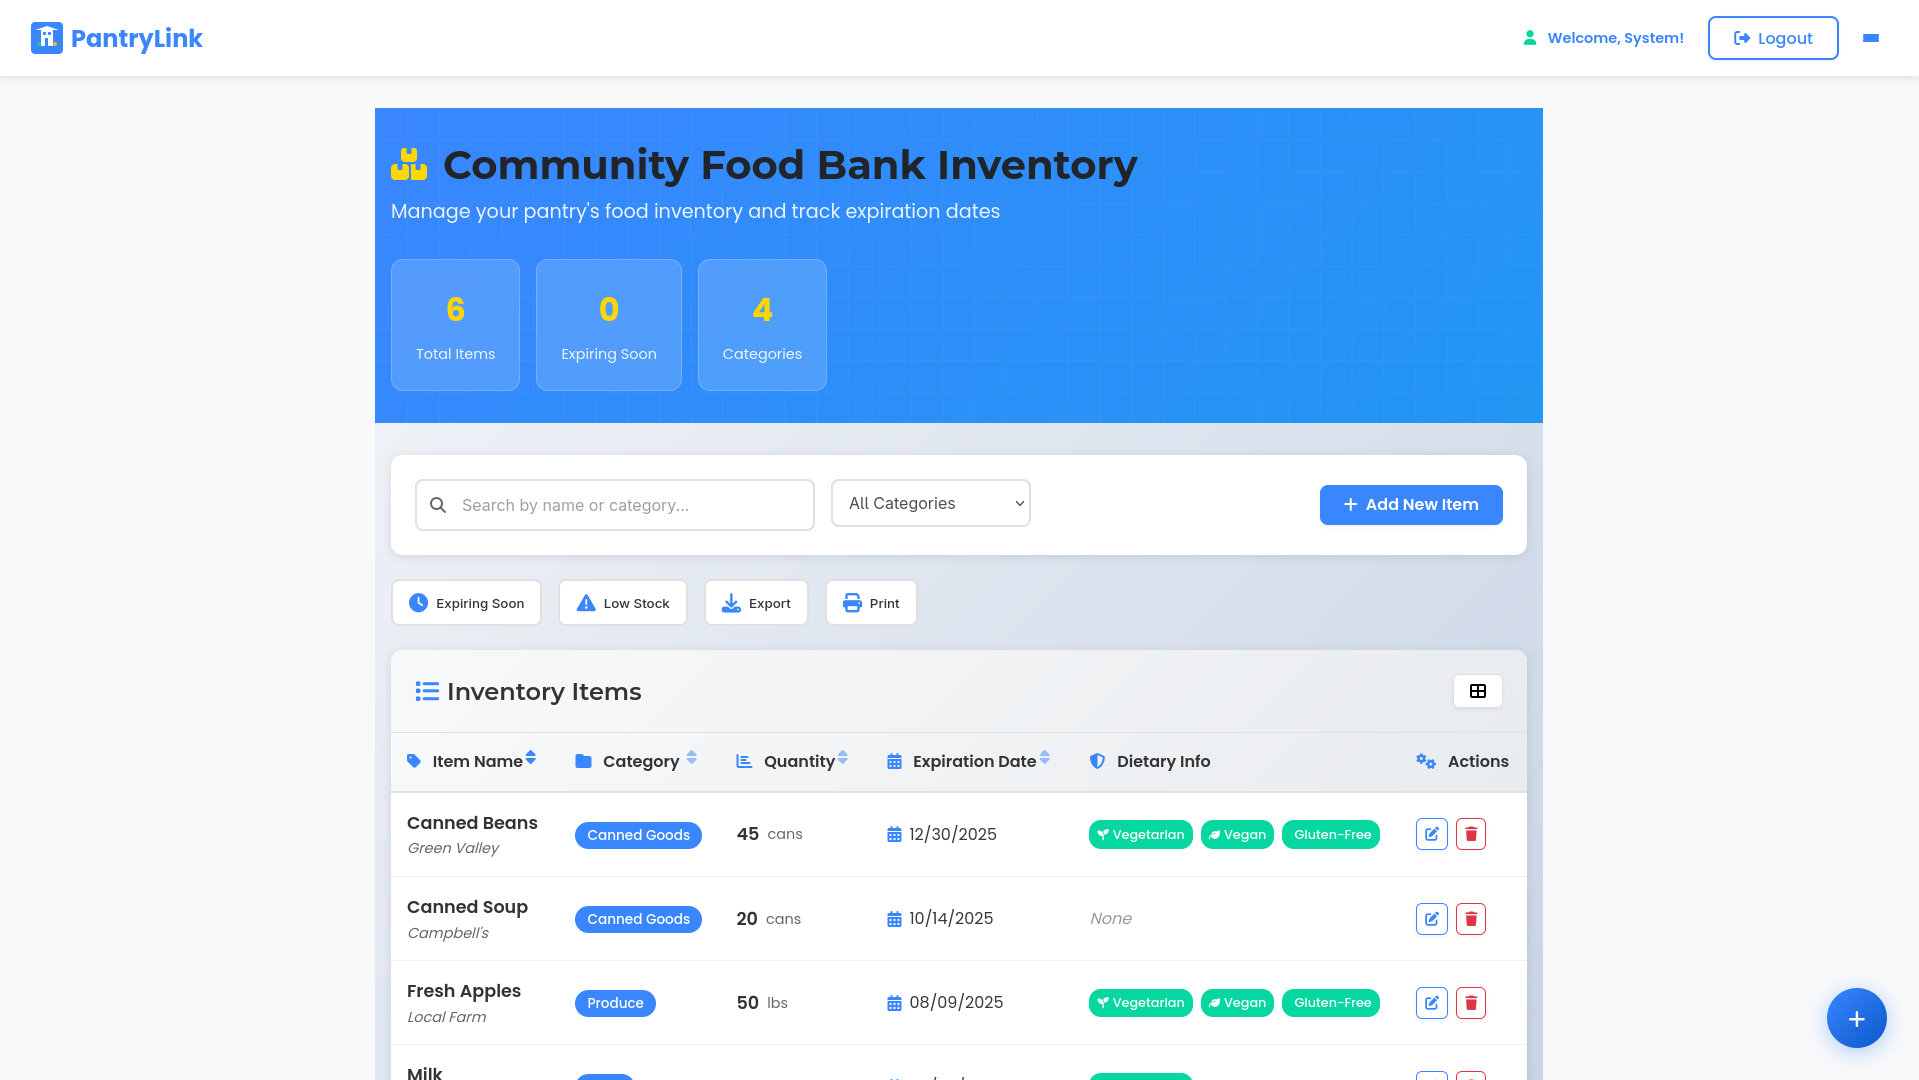 PantryLink
Welcome, System!
Logout
Community Food Bank Inventory
Manage your pantry's food inventory and track expiration dates
6
Total Items
0
Expiring Soon
4
Categories
Search by name or category...
All Categories
Add New Item
Expiring Soon
Low Stock
Export
Print
Inventory Items
Item Name Category Quantity Expiration Date Dietary Info Actions
Canned Beans
Green Valley
Canned Goods
45 cans
12/30/2025
Vegetarian Vegan Gluten-Free
Canned Soup
Campbell's
Canned Goods
20 cans
10/14/2025
None
Fresh Apples
Local Farm
Produce
50 lbs
08/09/2025
Vegetarian Vegan Gluten-Free
Milk